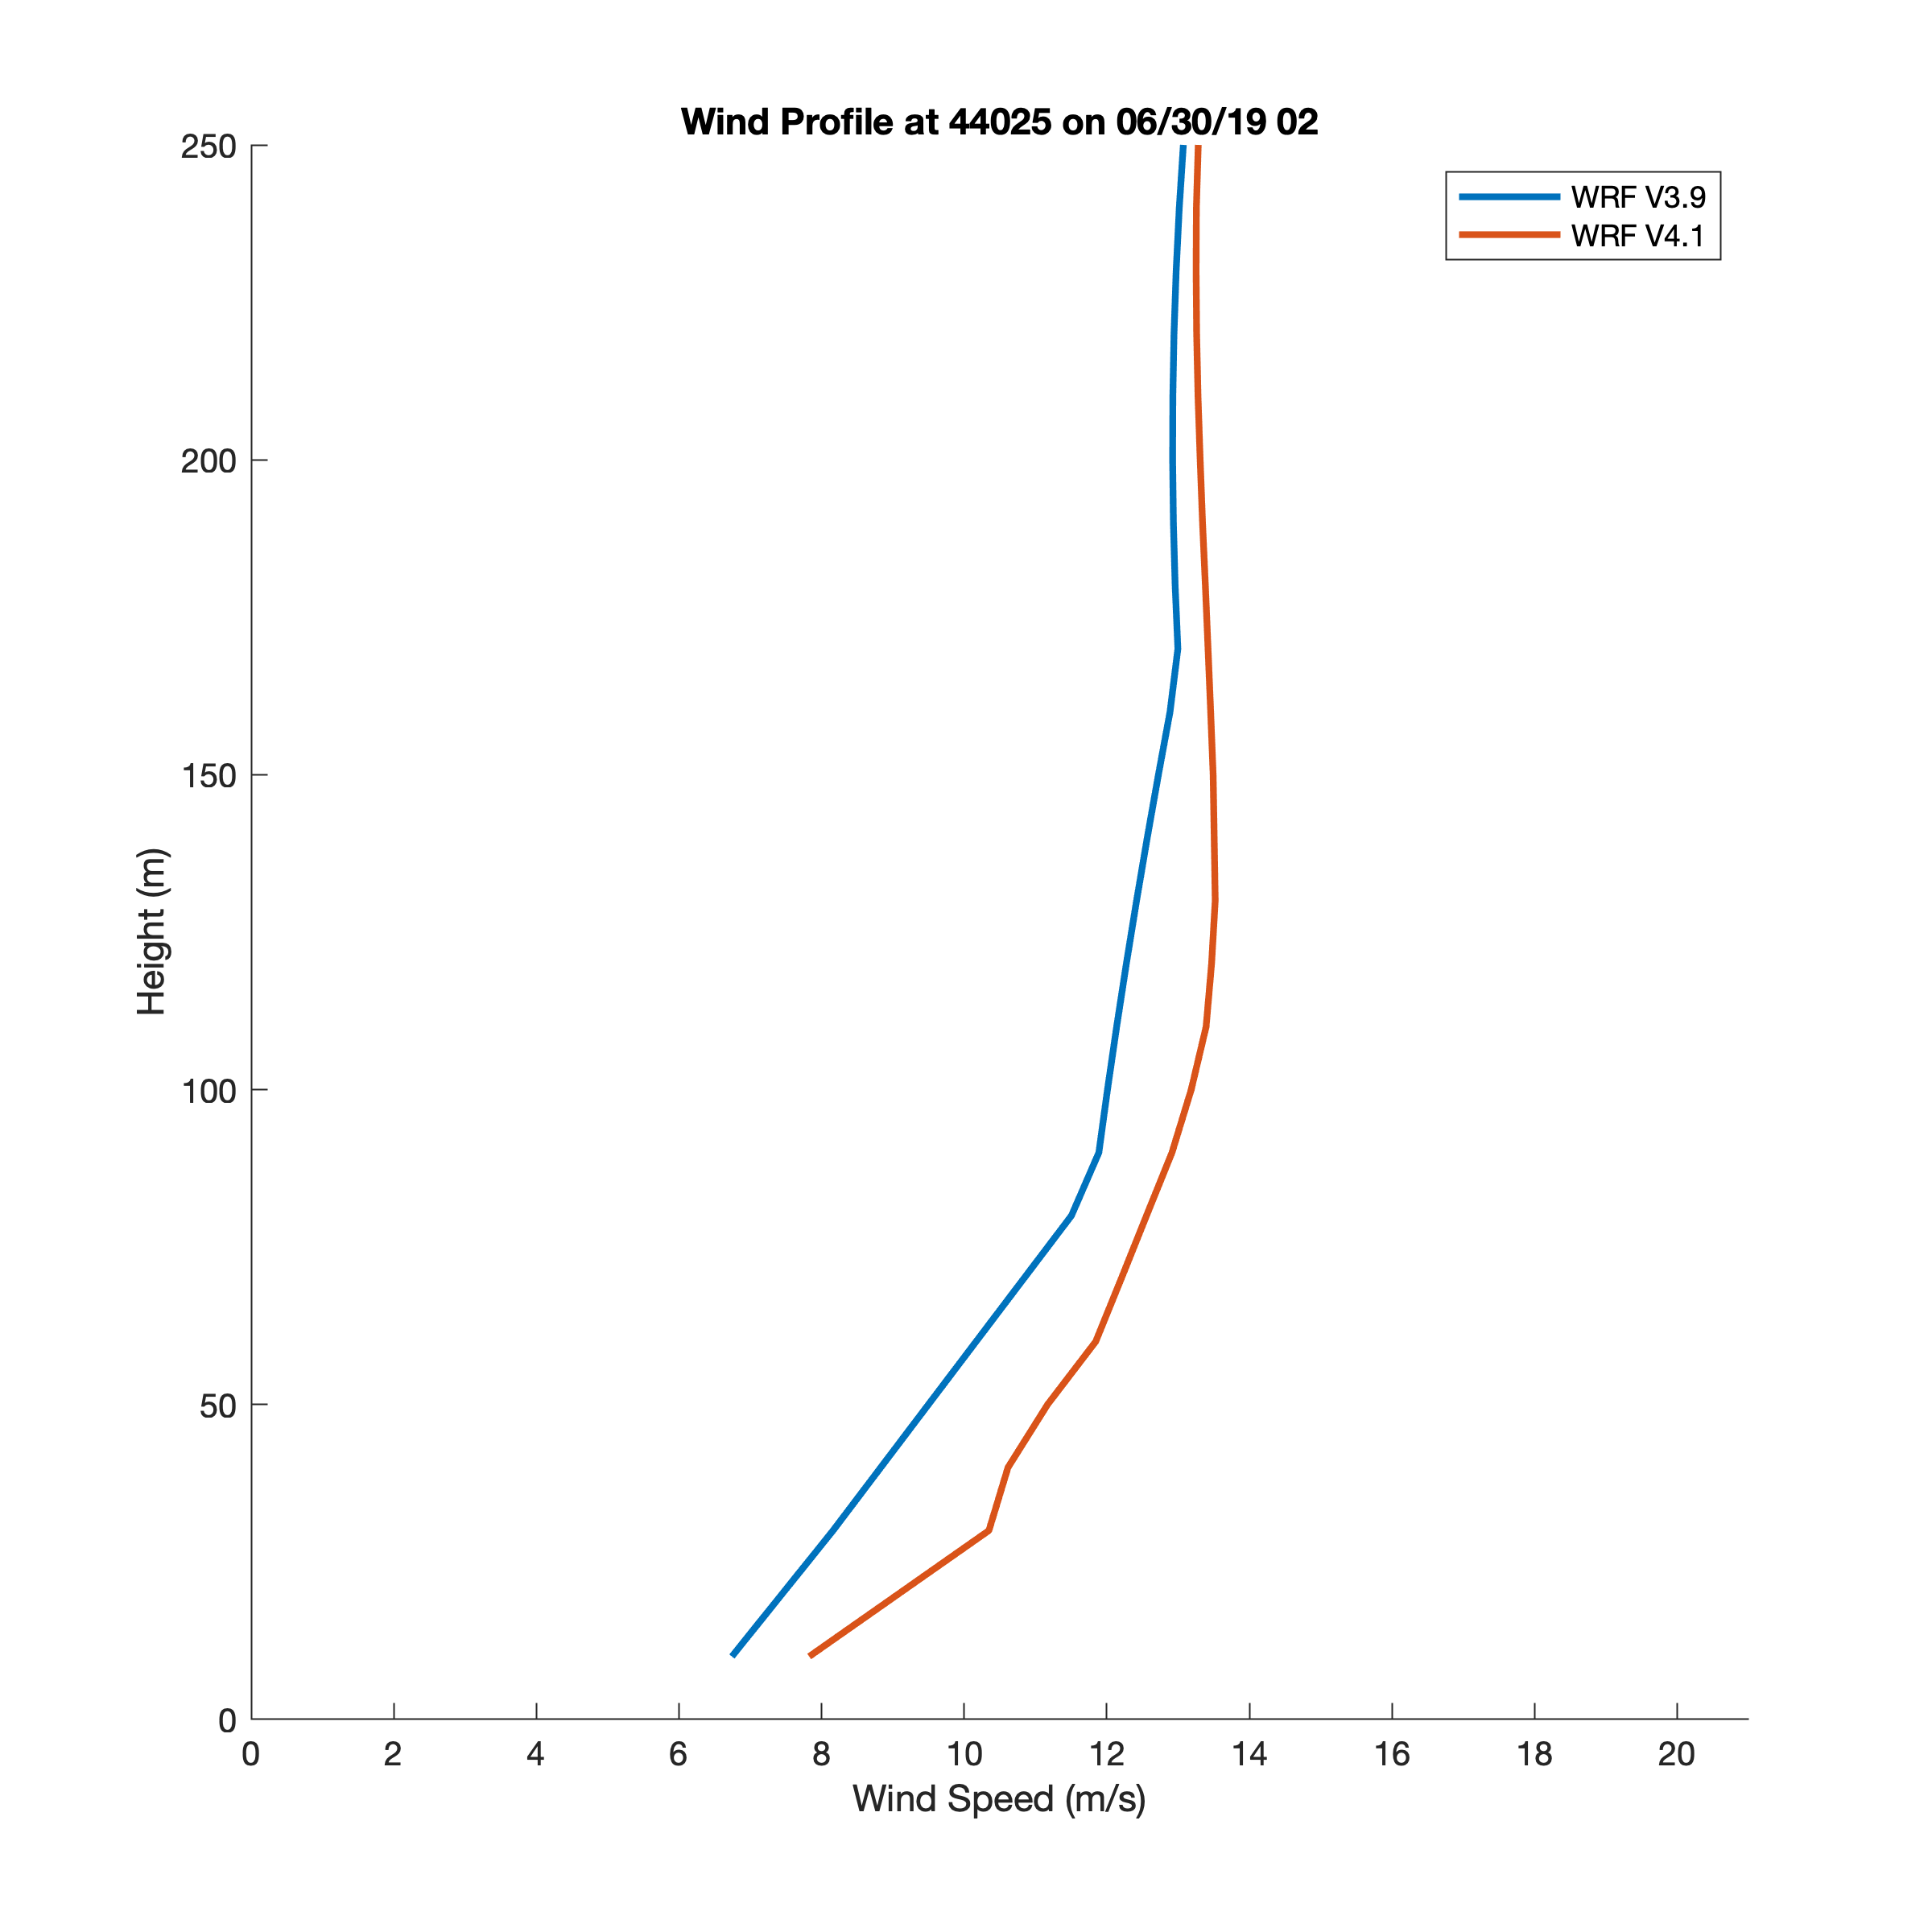 Wind Profile at 44025 on 06/30/19 02
WRF V3.9
WRF V4.1
250
200
150
100
50
0
Height (m)
0 2 4 6 8 10 12 14 16 18 20
Wind Speed (m/s)